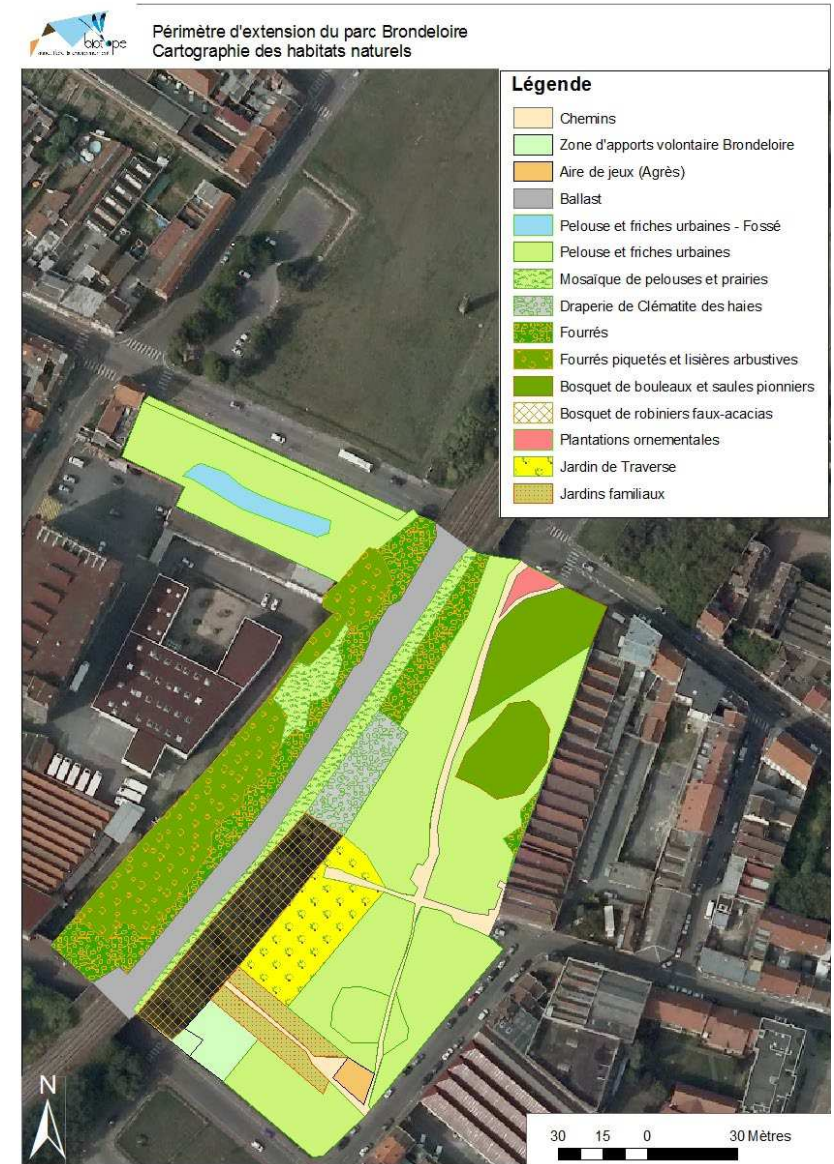 biotope
Périmètre d'extension du parc Brondeloire
Cartographie des habitats naturels
Légende
Chemins
Zone d'apports volontaire Brondeloire
Aire de jeux (Agrès)
Ballast
Pelouse et friches urbaines - Fossé
Pelouse et friches urbaines
Mosaïque de pelouses et prairies
Draperie de Clématite des haies
Fourrés
Fourrés piquetés et lisières arbustives
Bosquet de bouleaux et saules pionniers
Bosquet de robiniers faux-acacias
Plantations ornementales
Jardin de Traverse
Jardins familiaux
N
30 15 0 30 Mètres